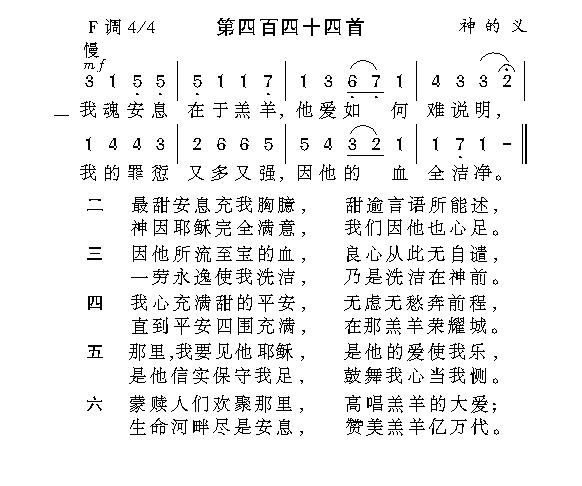 F 调 4/4 第四百四十四首 神的义
慢
mf
3 1 5 5 | 5 1 1 7 | 1 3 6 7 1 | 4 3 3 2 |
一 我魂安息 在于羔羊, 他爱如 何 难说明,
1 4 4 3 | 2 6 6 5 | 5 4 3 2 1 | 1 7 1 - ||
我的罪愆 又多又强, 因他的 血 全洁净。
二 最甜安息充我胸臆, 甜逾言语所能述,
神因耶稣完全满意, 我们因他也心足。
三 因他所流至宝的血, 良心从此无自谴,
一劳永逸使我洗洁, 乃是洗洁在神前。
四 我心充满甜的平安, 无虑无愁奔前程,
直到平安四围充满, 在那羔羊荣耀城。
五 那里,我要见他耶稣, 是他的爱使我乐,
是他信实保守我足, 鼓舞我心当我侧。
六 蒙赎人们欢聚那里, 高唱羔羊的大爱;
生命河畔尽是安息, 赞美羔羊亿万代。